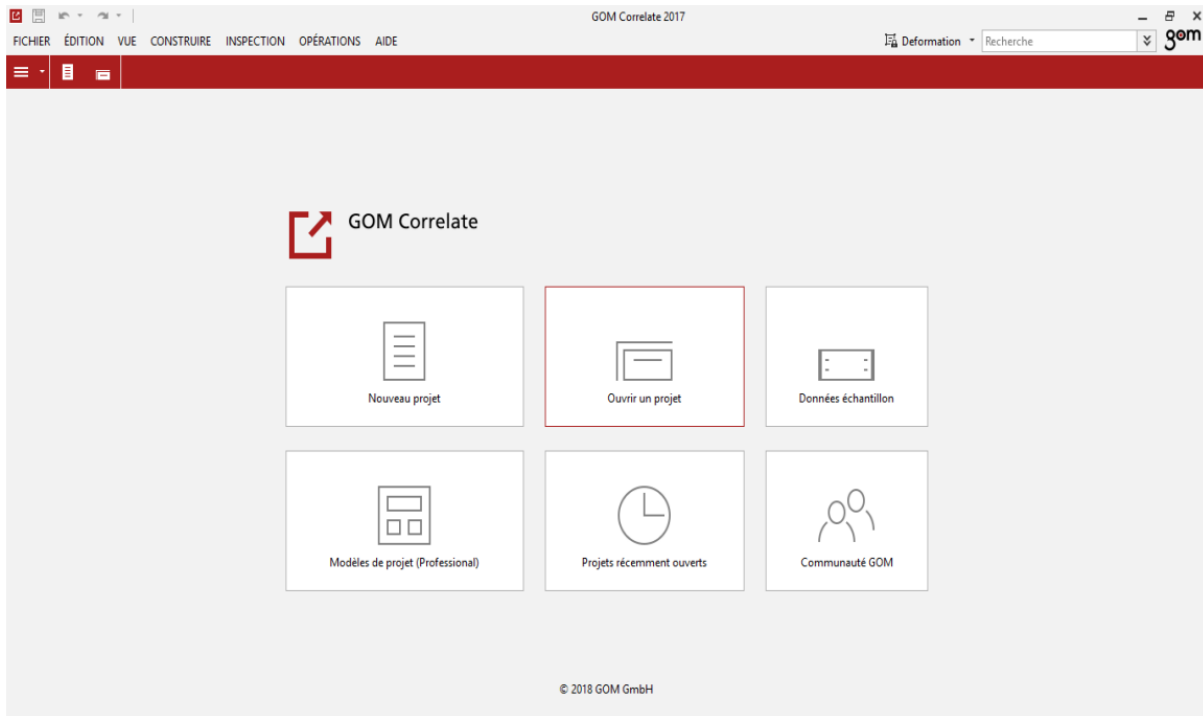 GOM Correlate 2017
FICHIER ÉDITION VUE CONSTRUIRE INSPECTION OPÉRATIONS AIDE
Deformation Recherche gom
GOM Correlate
Nouveau projet
Ouvrir un projet
Données échantillon
Modèles de projet (Professional)
Projets récemment ouverts
Communauté GOM
© 2018 GOM GmbH